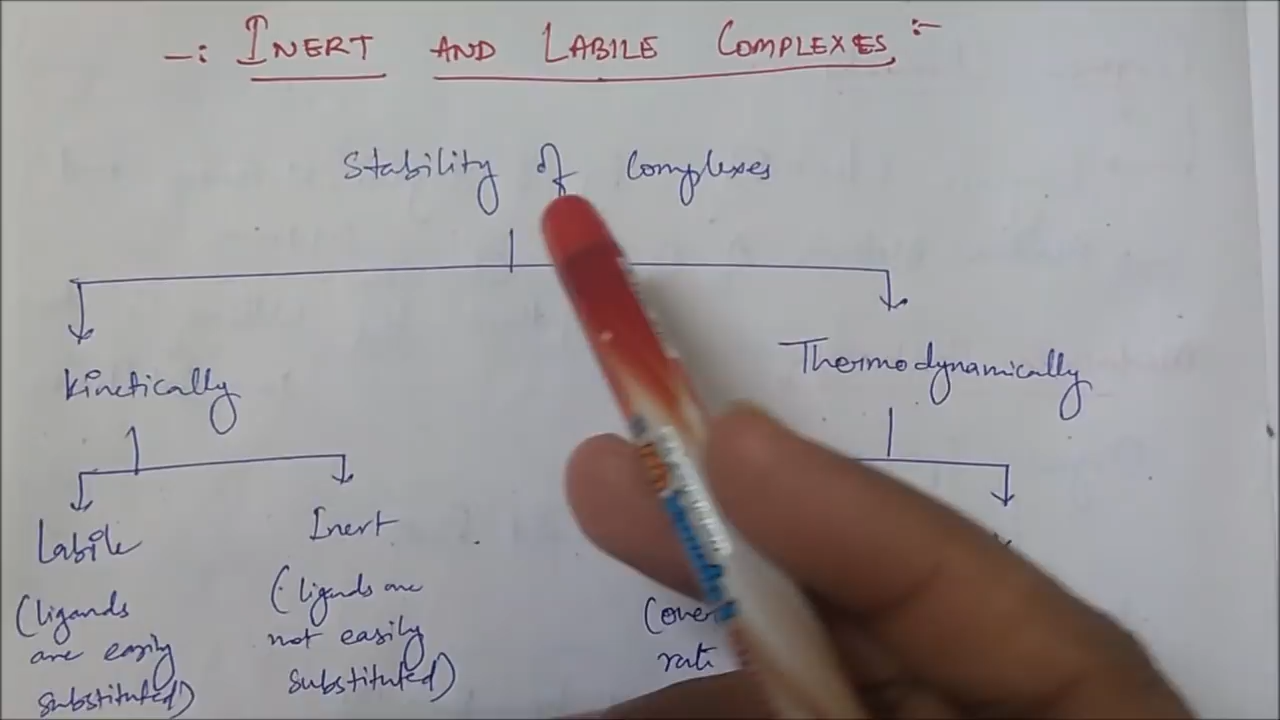 -: INERT AND LABILE COMPLEXES :-
Stability of Complexes
Kinetically
Thermodynamically
Labile
(ligands
are easily
substituted)
Inert
(ligands are
not easily
substituted)
rate